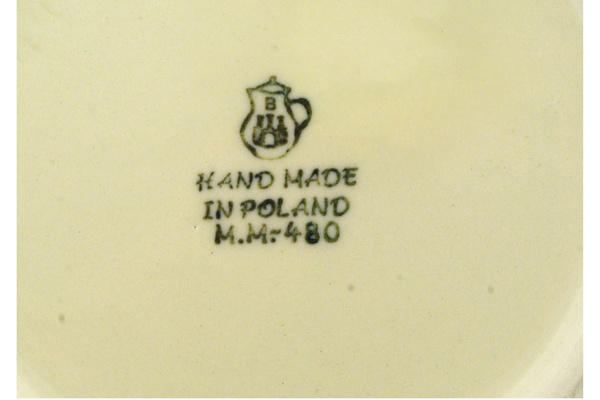 B
HAND MADE
IN POLAND
M.M.-480